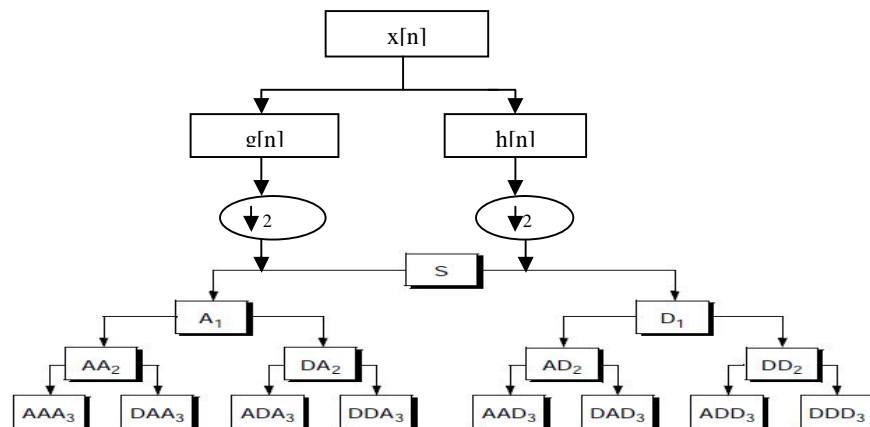 x[n]
g[n] h[n]
↓ 2 ↓ 2
S
A₁ D₁
AA₂ DA₂ AD₂ DD₂
AAA₃ DAA₃ ADA₃ DDA₃ AAD₃ DAD₃ ADD₃ DDD₃